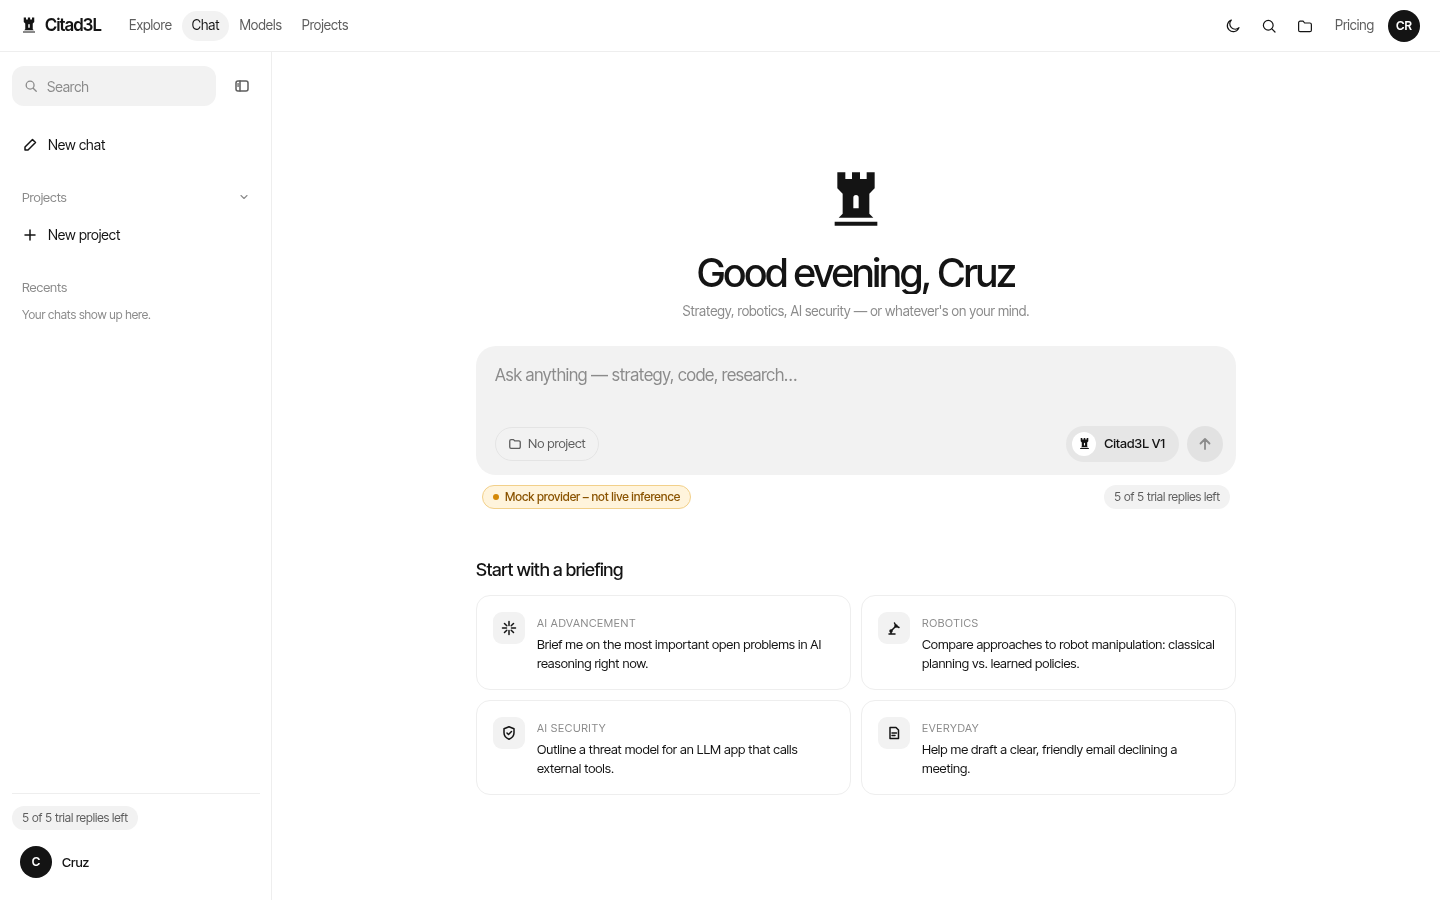 Citad3L
Explore
Chat
Models
Projects
Pricing
CR
Search
New chat
Projects
New project
Recents
Your chats show up here.
5 of 5 trial replies left
C
Cruz
Good evening, Cruz
Strategy, robotics, AI security — or whatever's on your mind.
Ask anything — strategy, code, research...
No project
Citad3L V1
Mock provider – not live inference
5 of 5 trial replies left
Start with a briefing
AI ADVANCEMENT
Brief me on the most important open problems in AI
reasoning right now.
ROBOTICS
Compare approaches to robot manipulation: classical
planning vs. learned policies.
AI SECURITY
Outline a threat model for an LLM app that calls
external tools.
EVERYDAY
Help me draft a clear, friendly email declining a
meeting.